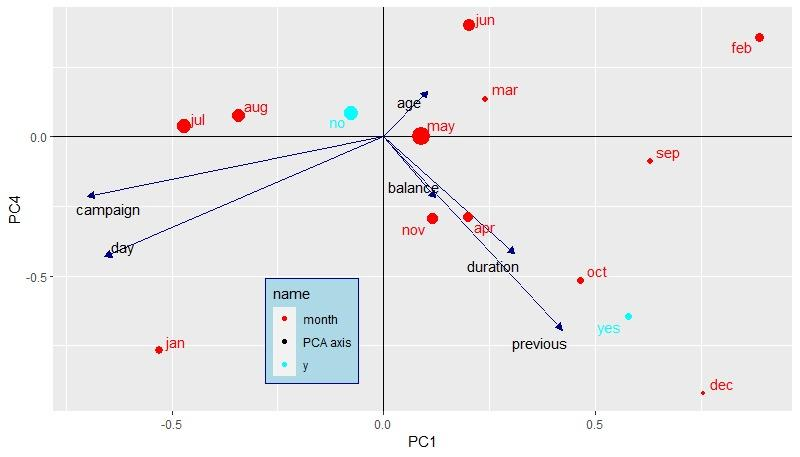 jun
feb
mar
age
aug
jul
no
may
0.0
sep
balance
campaign
nov
apr
PC4
day
duration
oct
-0.5
name
month
PCA axis
y
yes
previous
jan
dec
-0.5
0.0
0.5
PC1